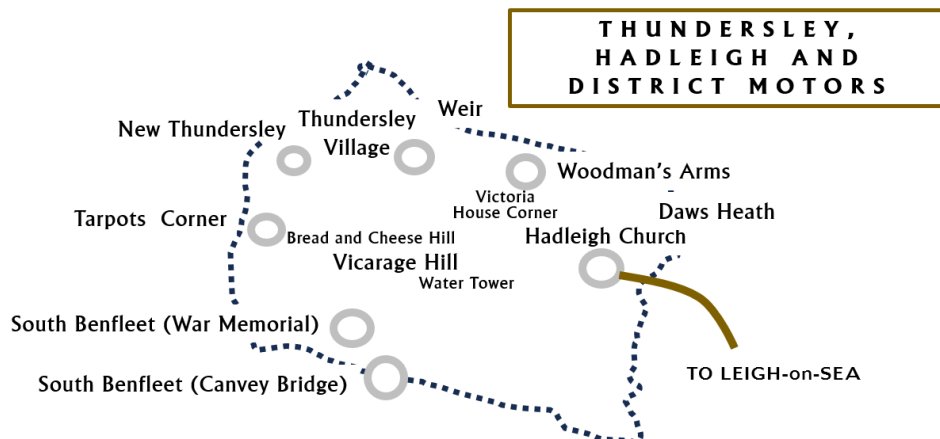 THUNDERSLEY,
HADLEIGH AND
DISTRICT MOTORS
Weir
Thundersley
Village
New Thundersley
Woodman's Arms
Victoria
House Corner
Daws Heath
Tarpots Corner
Bread and Cheese Hill
Hadleigh Church
Vicarage Hill
Water Tower
South Benfleet (War Memorial)
South Benfleet (Canvey Bridge)
TO LEIGH-on-SEA